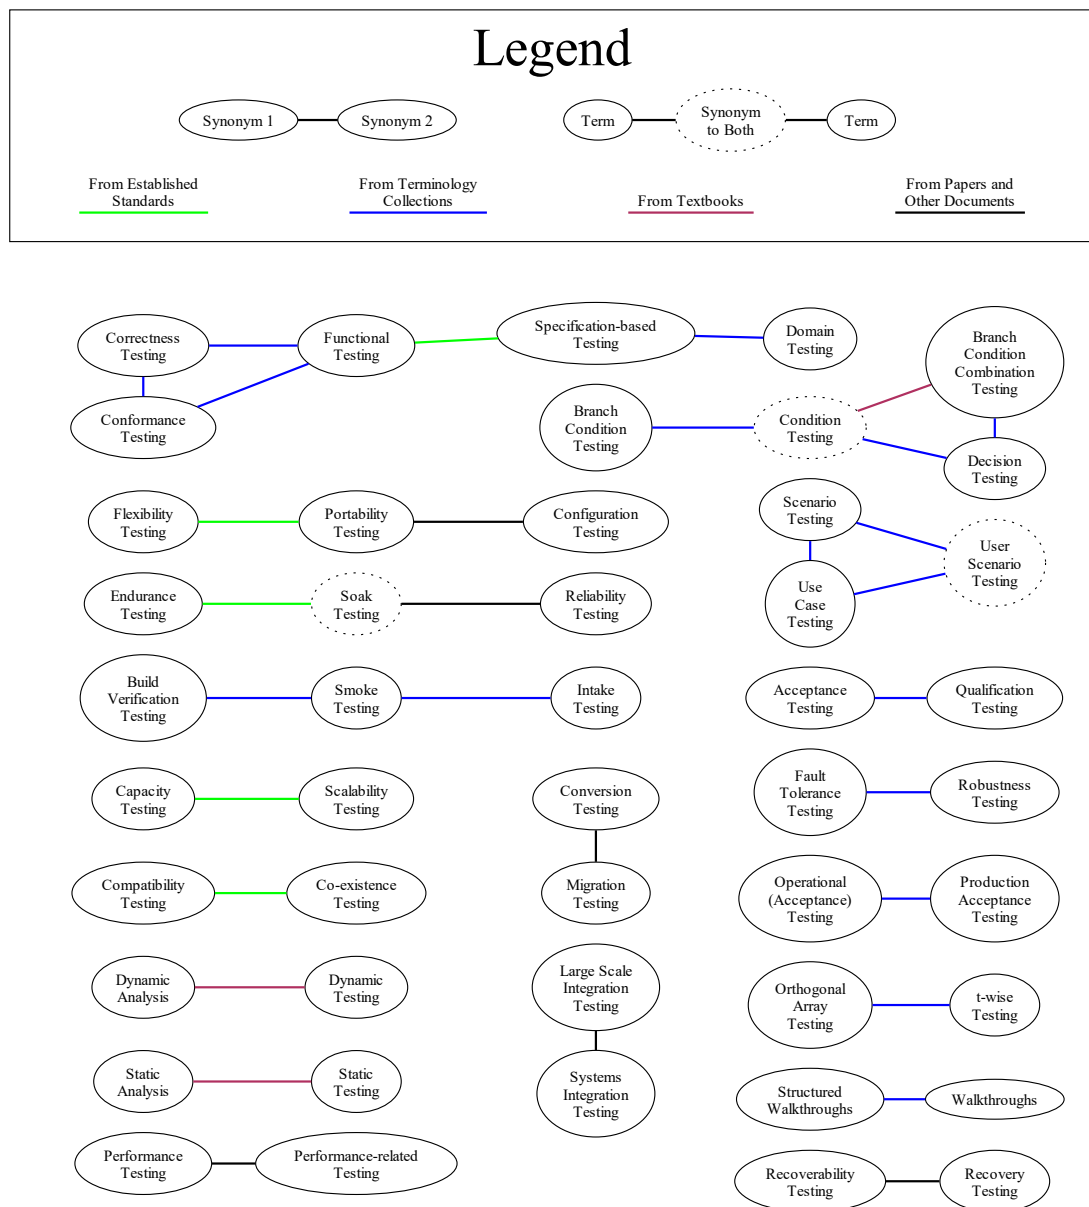 Legend
Synonym 1
Synonym 2
Term
Synonym
to Both
Term
From Established
Standards
From Terminology
Collections
From Textbooks
From Papers and
Other Documents
Correctness
Testing
Functional
Testing
Specification-based
Testing
Domain
Testing
Branch
Condition
Combination
Testing
Conformance
Testing
Branch
Condition
Testing
Condition
Testing
Decision
Testing
Flexibility
Testing
Portability
Testing
Configuration
Testing
Scenario
Testing
User
Scenario
Testing
Endurance
Testing
Soak
Testing
Reliability
Testing
Use
Case
Testing
Build
Verification
Testing
Smoke
Testing
Intake
Testing
Acceptance
Testing
Qualification
Testing
Capacity
Testing
Scalability
Testing
Conversion
Testing
Fault
Tolerance
Testing
Robustness
Testing
Compatibility
Testing
Co-existence
Testing
Migration
Testing
Operational
(Acceptance)
Testing
Production
Acceptance
Testing
Dynamic
Analysis
Dynamic
Testing
Large Scale
Integration
Testing
Orthogonal
Array
Testing
t-wise
Testing
Static
Analysis
Static
Testing
Systems
Integration
Testing
Structured
Walkthroughs
Walkthroughs
Performance
Testing
Performance-related
Testing
Recoverability
Testing
Recovery
Testing